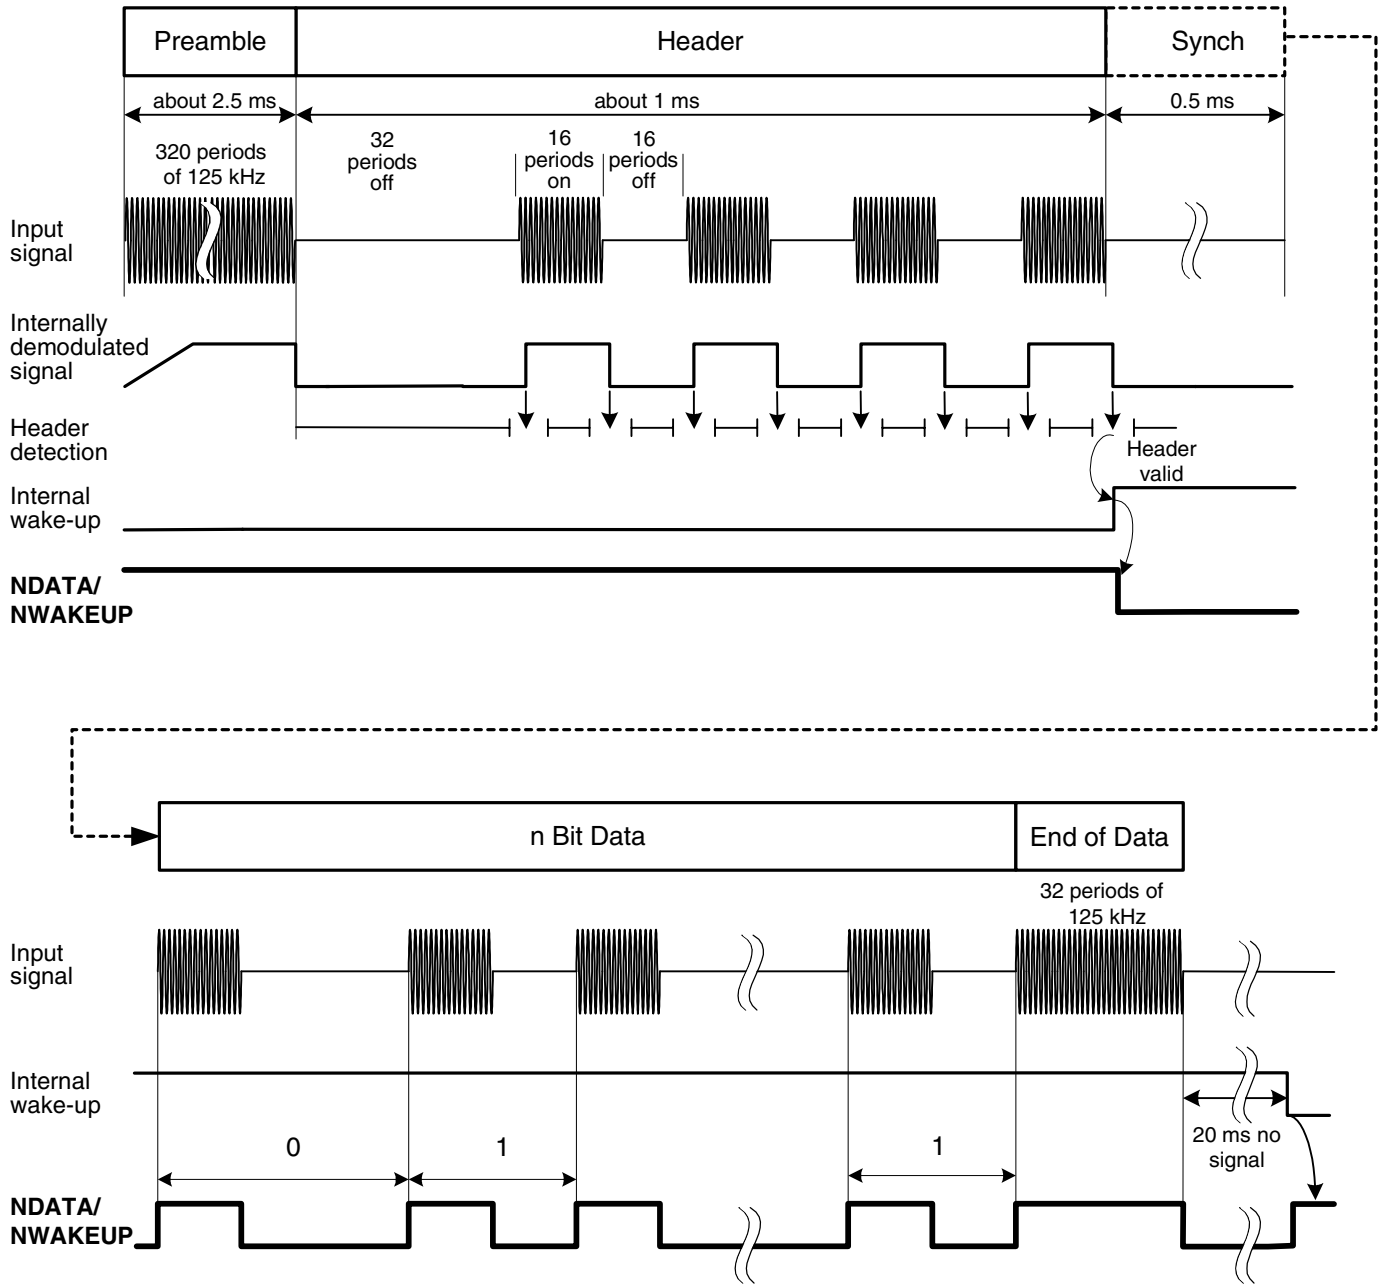 Preamble
Header
Synch
about 2.5 ms
about 1 ms
0.5 ms
320 periods
of 125 kHz
32
periods
off
16
periods
on
16
periods
off
Input
signal
Internally
demodulated
signal
Header
detection
Header
valid
Internal
wake-up
NDATA/
NWAKEUP
n Bit Data
End of Data
32 periods of
125 kHz
Input
signal
Internal
wake-up
20 ms no
signal
0
1
1
NDATA/
NWAKEUP